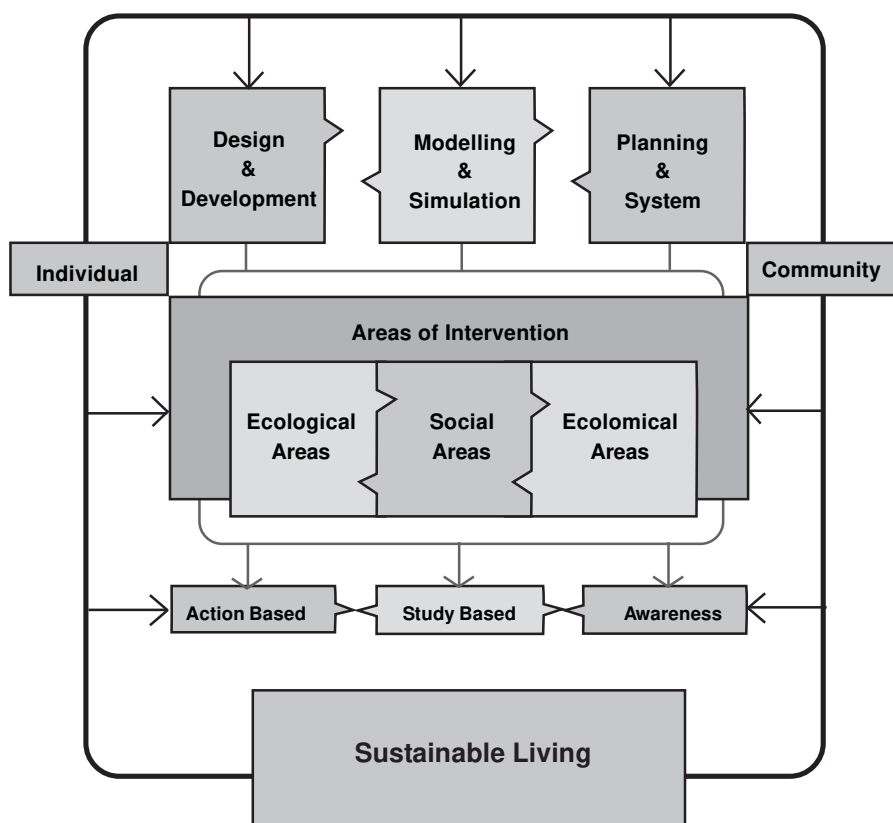 Design
&
Development
Modelling
&
Simulation
Planning
&
System
Individual
Community
Areas of Intervention
Ecological
Areas
Social
Areas
Ecolomical
Areas
Action Based
Study Based
Awareness
Sustainable Living